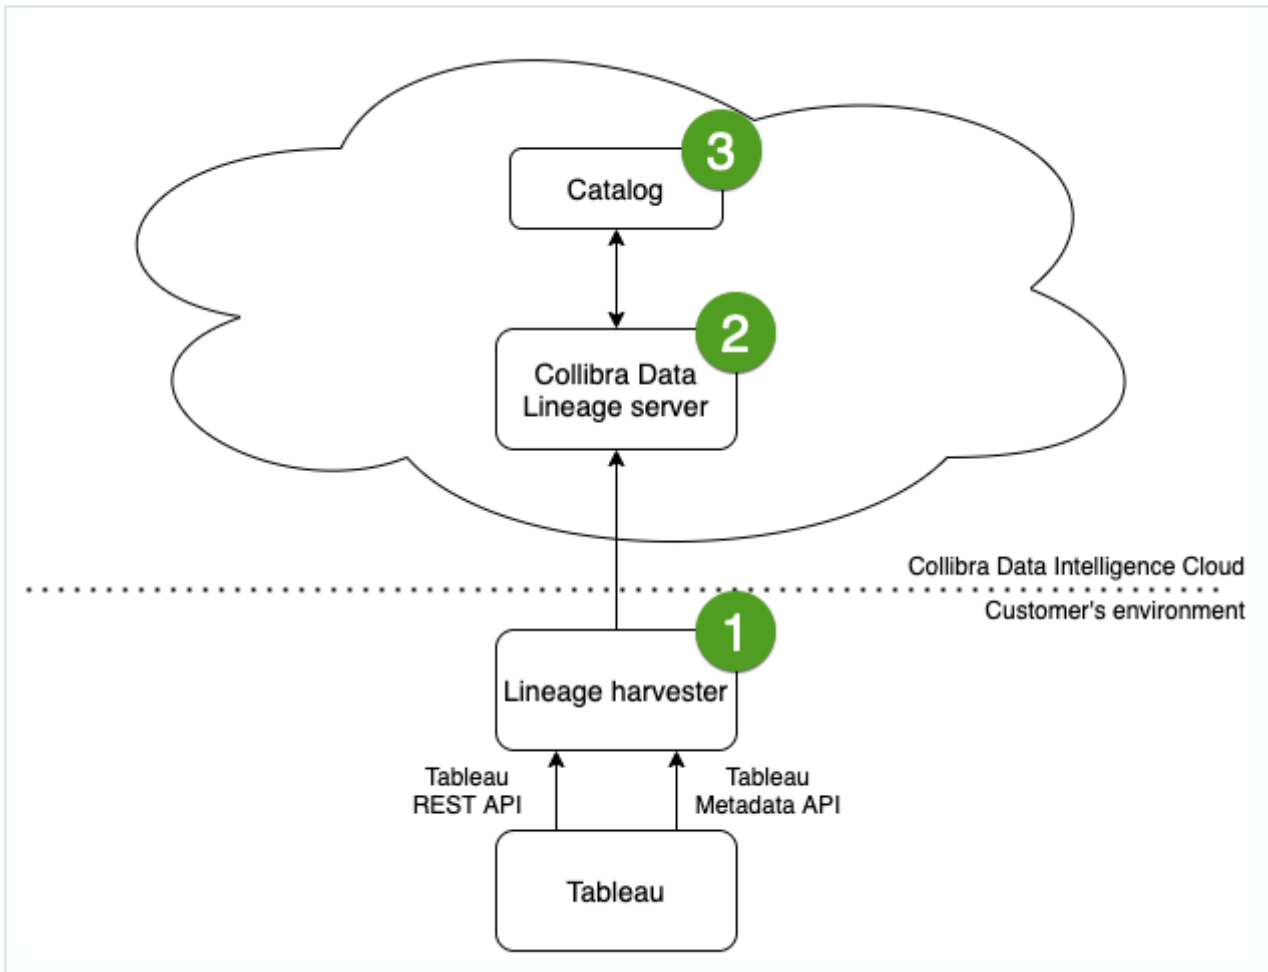 3
Catalog
2
Collibra Data
Lineage server
Collibra Data Intelligence Cloud
Customer's environment
1
Lineage harvester
Tableau
REST API
Tableau
Metadata API
Tableau